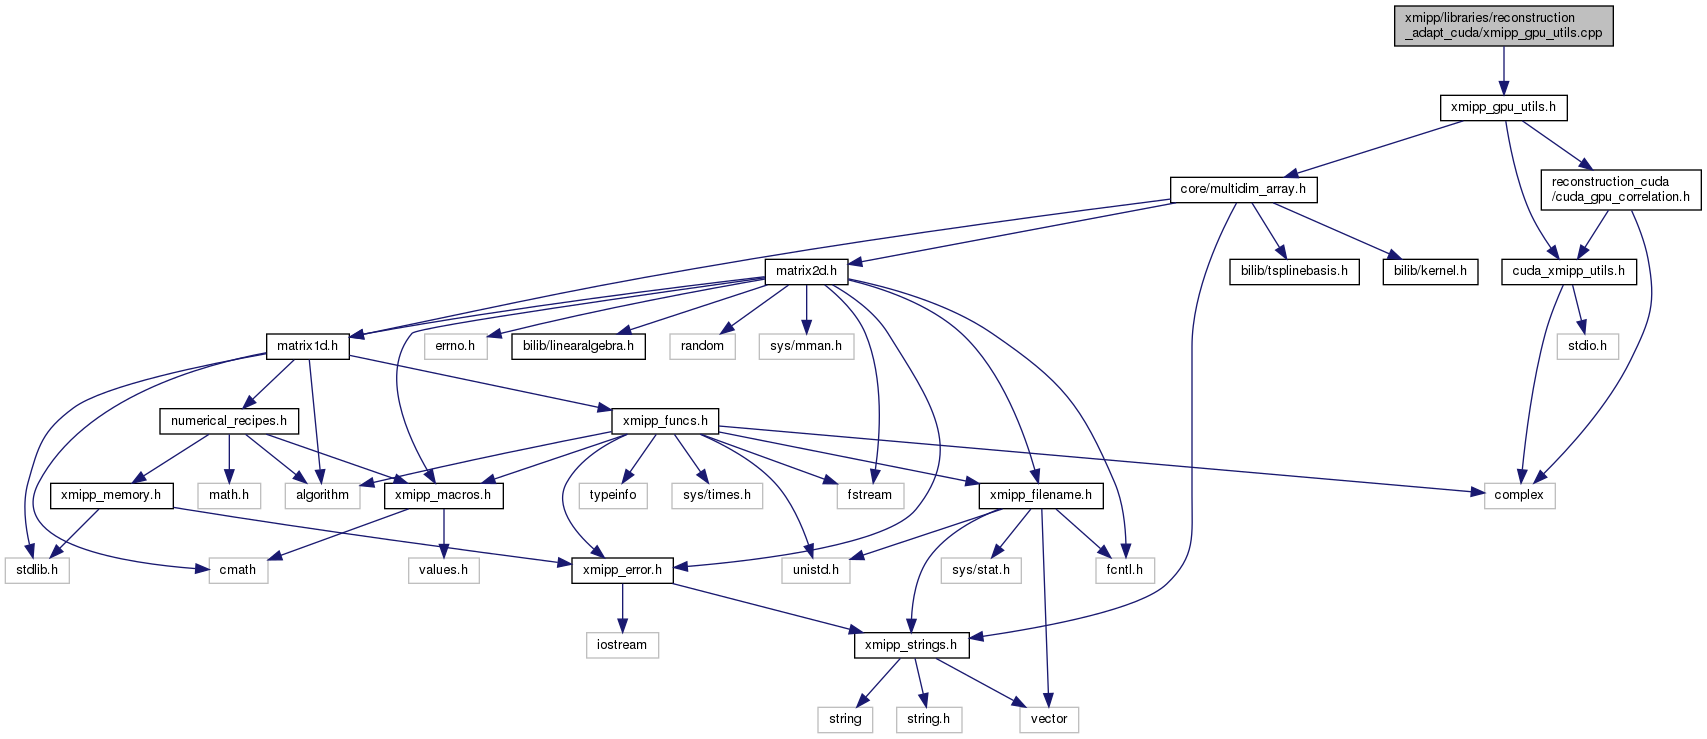 xmipp/libraries/reconstruction
_adapt_cuda/xmipp_gpu_utils.cpp
xmipp_gpu_utils.h
core/multidim_array.h
reconstruction_cuda
/cuda_gpu_correlation.h
matrix2d.h
bilib/tsplinebasis.h
bilib/kernel.h
cuda_xmipp_utils.h
matrix1d.h
errno.h
bilib/linearalgebra.h
random
sys/mman.h
stdio.h
numerical_recipes.h
xmipp_funcs.h
xmipp_memory.h
math.h
algorithm
xmipp_macros.h
typeinfo
sys/times.h
fstream
xmipp_filename.h
complex
stdlib.h
cmath
values.h
xmipp_error.h
unistd.h
sys/stat.h
fcntl.h
iostream
xmipp_strings.h
string
string.h
vector